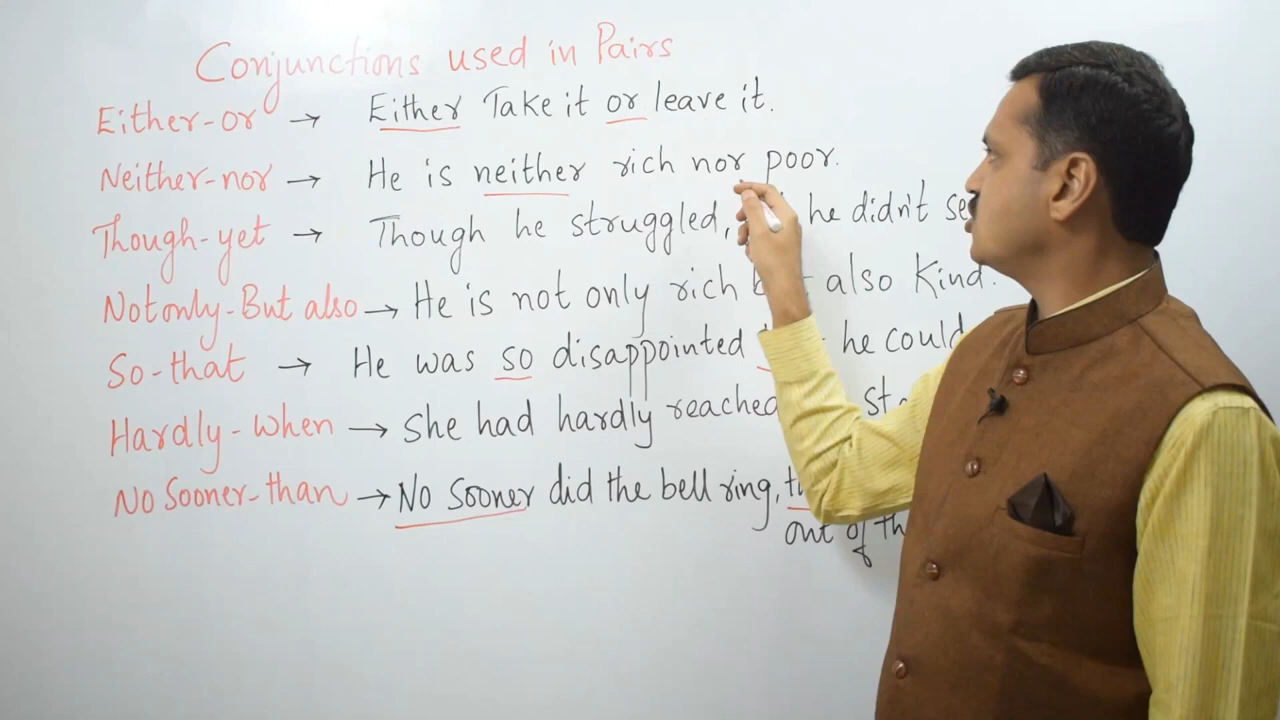 Conjunctions used in Pairs
Either-or → Either Take it or leave it.
Neither-nor → He is neither rich nor poor.
Though-yet → Though he struggled, he didn't
Not only-But also → He is not only rich also Kind.
So-that → He was so disappointed he could
Hardly-when → She had hardly reached
No Sooner-than → No Sooner did the bell ring,
out of